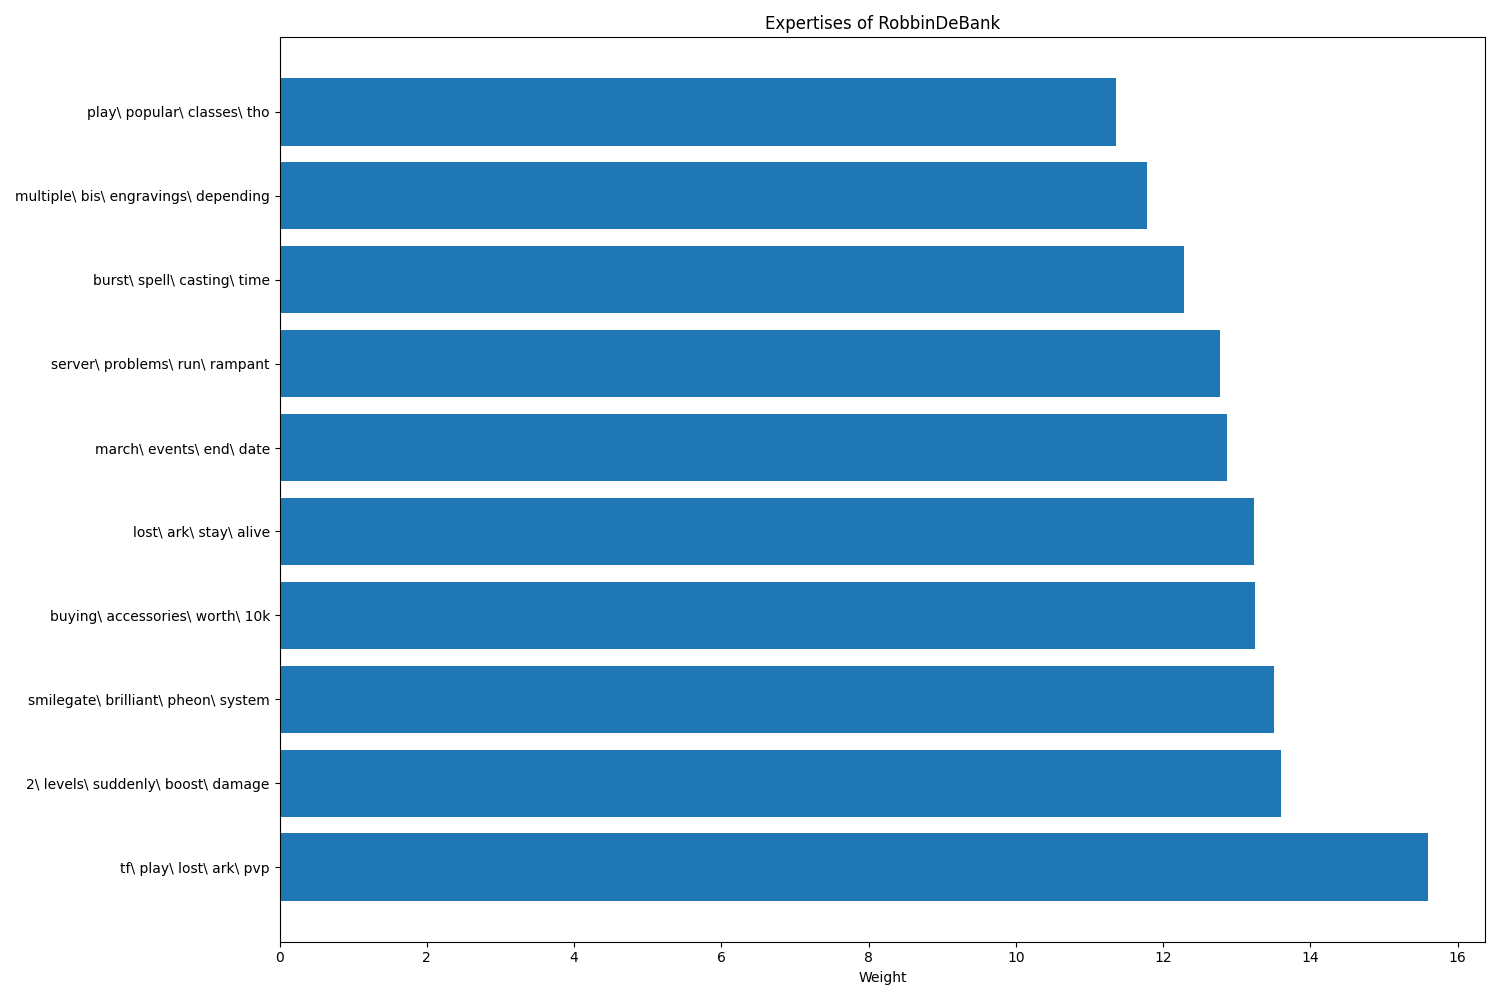 Expertises of RobbinDeBank
play\ popular\ classes\ tho
multiple\ bis\ engravings\ depending
burst\ spell\ casting\ time
server\ problems\ run\ rampant
march\ events\ end\ date
lost\ ark\ stay\ alive
buying\ accessories\ worth\ 10k
smilegate\ brilliant\ pheon\ system
2\ levels\ suddenly\ boost\ damage
tf\ play\ lost\ ark\ pvp
0 2 4 6 8 10 12 14 16
Weight